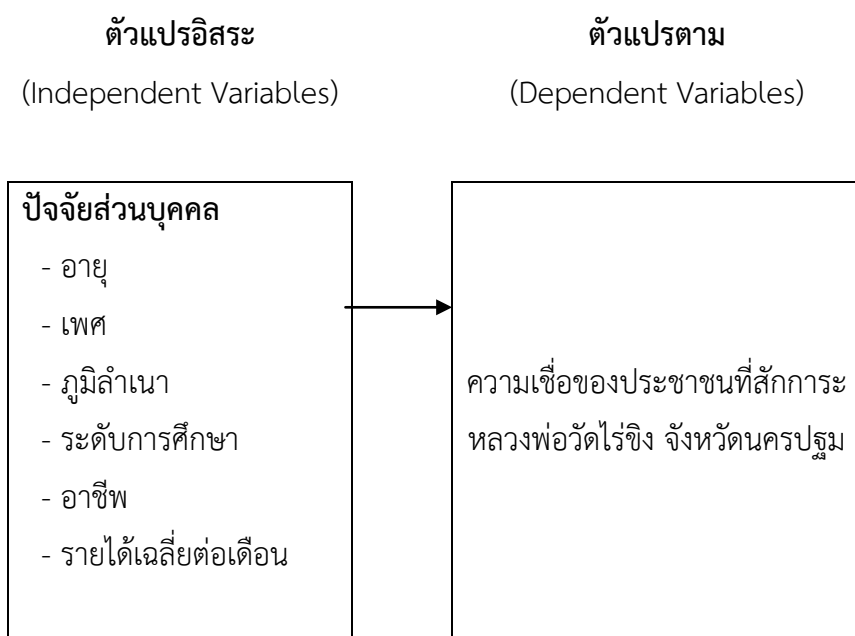 ตัวแปรอิสระ
(Independent Variables)
ตัวแปรตาม
(Dependent Variables)
ปัจจัยส่วนบุคคล
- อายุ
- เพศ
- ภูมิลำเนา
- ระดับการศึกษา
- อาชีพ
- รายได้เฉลี่ยต่อเดือน
ความเชื่อของประชาชนที่สักการะ
หลวงพ่อวัดไร่ขิง จังหวัดนครปฐม